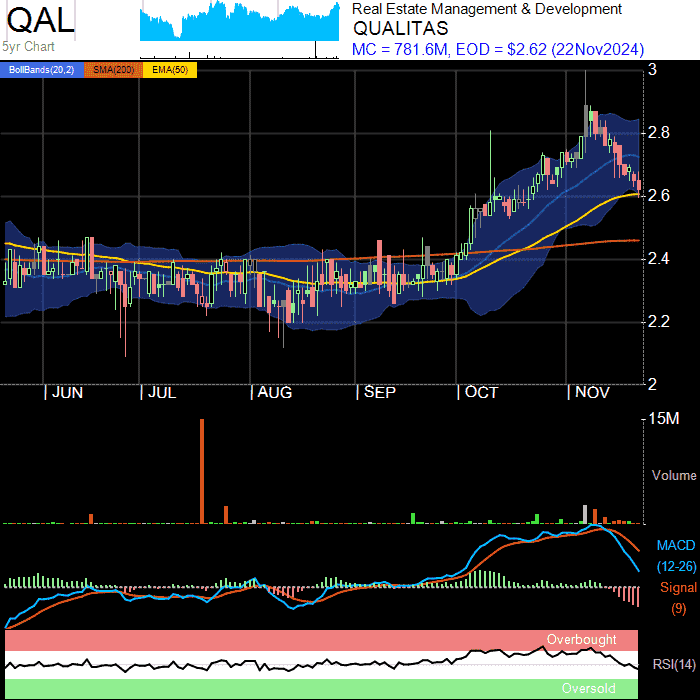 QAL
5yr Chart
Real Estate Management & Development
QUALITAS
MC = 781.6M, EOD = $2.62 (22Nov2024)
BollBands(20,2) SMA(200) EMA(50)
3
2.8
2.6
2.4
2.2
2
JUN JUL AUG SEP OCT NOV
15M
Volume
MACD
(12-26)
Signal
(9)
Overbought
RSI(14)
Oversold